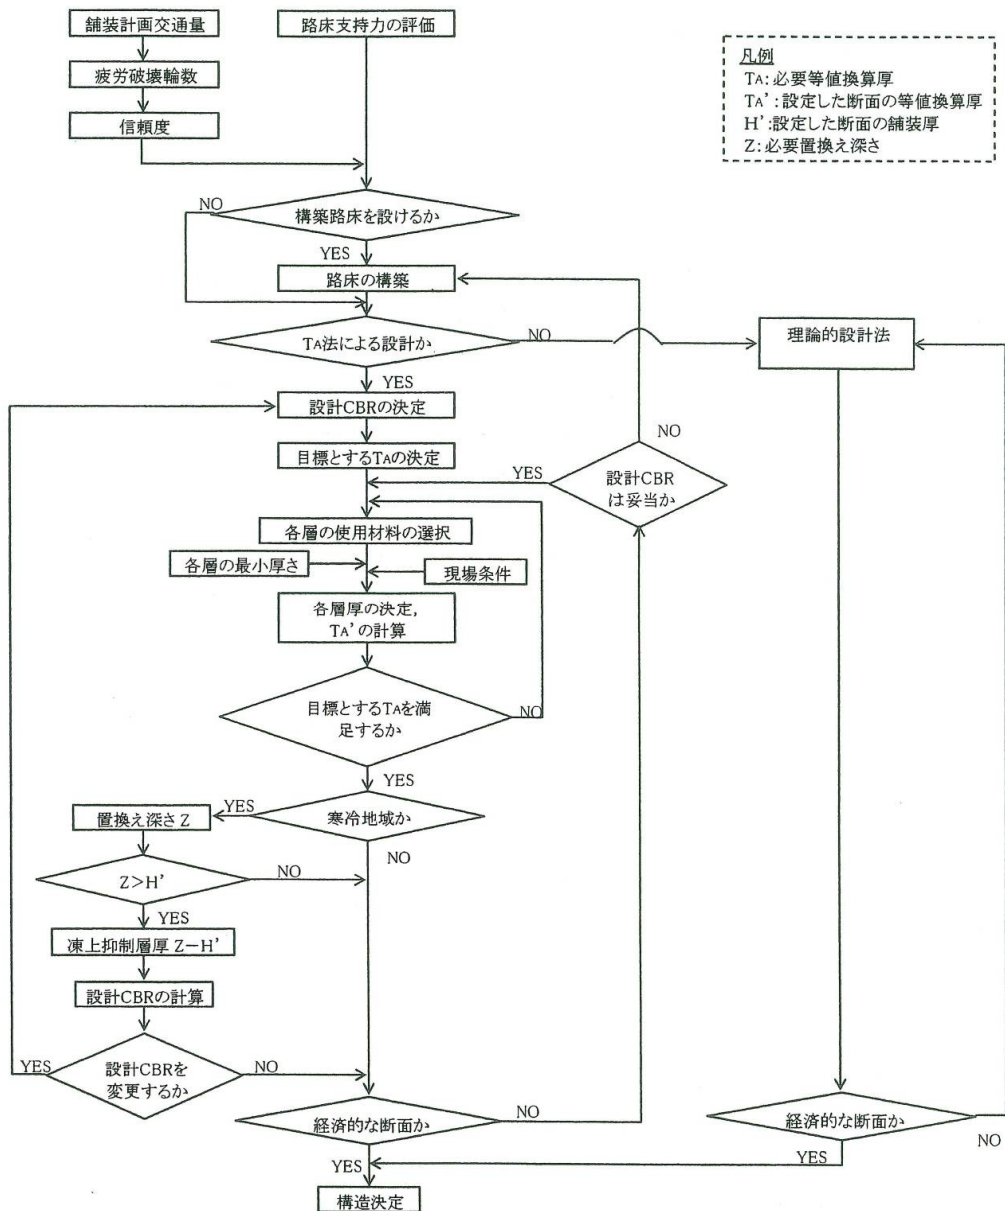 舗装計画交通量
路床支持力の評価
凡例
TA:必要等値換算厚
TA':設定した断面の等値換算厚
H':設定した断面の舗装厚
Z:必要置換え深さ
疲労破壊輪数
信頼度
NO
構築路床を設けるか
YES
路床の構築
TA法による設計か
NO
理論的設計法
YES
設計CBRの決定
NO
目標とするTAの決定
YES
設計CBR
は妥当か
各層の使用材料の選択
各層の最小厚さ
現場条件
各層厚の決定,
TA'の計算
目標とするTAを満
足するか
NO
YES
YES
寒冷地域か
置換え深さ Z
NO
Z>H'
NO
YES
凍上抑制層厚 Z-H'
設計CBRの計算
YES
設計CBRを
変更するか
NO
経済的な断面か
NO
経済的な断面か
NO
YES
YES
構造決定